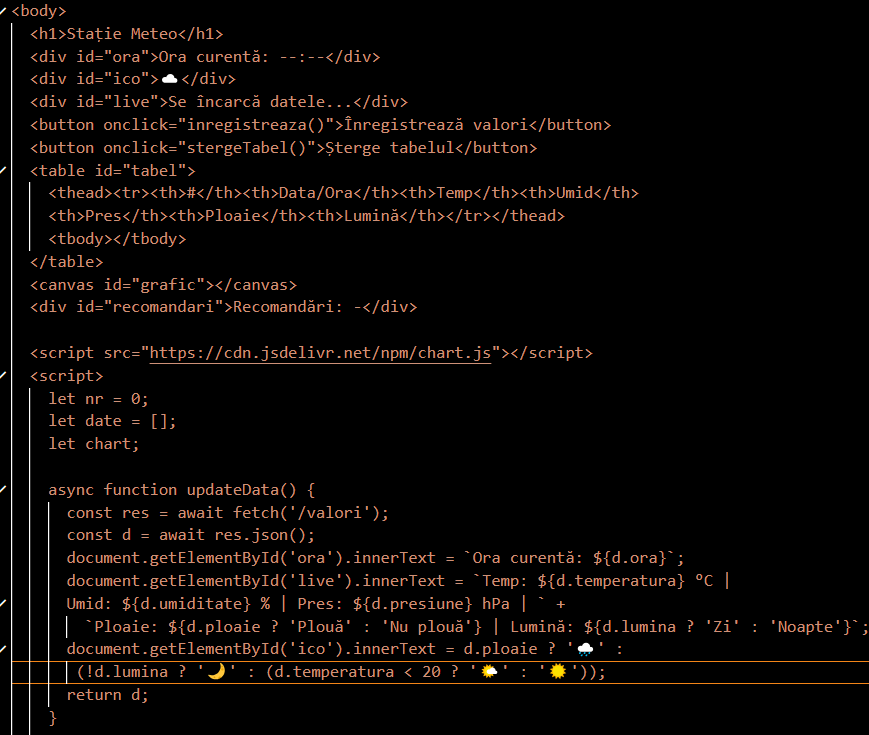 <body>
<h1>Stație Meteo</h1>
<div id="ora">Ora curentă: --:--</div>
<div id="ico">☁️</div>
<div id="live">Se încarcă datele...</div>
<button onclick="inregistreaza()">Înregistrează valori</button>
<button onclick="stergeTabel()">Șterge tabelul</button>
<table id="tabel">
<thead><tr><th>#</th><th>Data/Ora</th><th>Temp</th><th>Umid</th>
<th>Pres</th><th>Ploaie</th><th>Lumină</th></tr></thead>
<tbody></tbody>
</table>
<canvas id="grafic"></canvas>
<div id="recomandari">Recomandări: -</div>
<script src="https://cdn.jsdelivr.net/npm/chart.js"></script>
<script>
let nr = 0;
let date = [];
let chart;
async function updateData() {
const res = await fetch('/valori');
const d = await res.json();
document.getElementById('ora').innerText = `Ora curentă: ${d.ora}`;
document.getElementById('live').innerText = `Temp: ${d.temperatura} °C |
Umid: ${d.umiditate} % | Pres: ${d.presiune} hPa | ` +
`Ploaie: ${d.ploaie ? 'Plouă' : 'Nu plouă'} | Lumină: ${d.lumina ? 'Zi' : 'Noapte'}`;
document.getElementById('ico').innerText = d.ploaie ? '🌧️' :
(!d.lumina ? '🌙' : (d.temperatura < 20 ? '🌤️' : '☀️'));
return d;
}